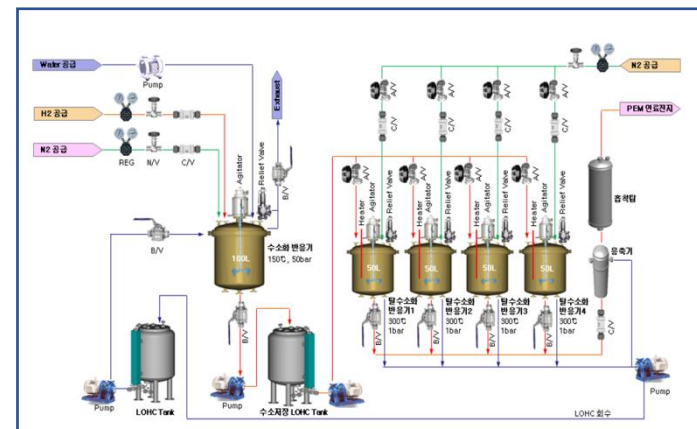 Water 공급
Pump
H2 공급
N2 공급
REG
N/V
C/V
Exhaust
Agitator
Relief Valve
B/V
B/V
100L
수소화 반응기
150℃, 50bar
B/V
Pump
LOHC Tank
Pump
수소저장 LOHC Tank
Pump
N2 공급
A/V
A/V
A/V
A/V
C/V
C/V
C/V
C/V
PEM 연료전지
A/V
A/V
A/V
A/V
Heater
Agitator
Relief Valve
Heater
Agitator
Relief Valve
Heater
Agitator
Relief Valve
Heater
Agitator
Relief Valve
흡착탑
응축기
50L
50L
50L
50L
탈수소화
반응기1
300℃
1bar
탈수소화
반응기2
300℃
1bar
탈수소화
반응기3
300℃
1bar
탈수소화
반응기4
300℃
1bar
B/V
B/V
B/V
B/V
C/V
Pump
LOHC 회수